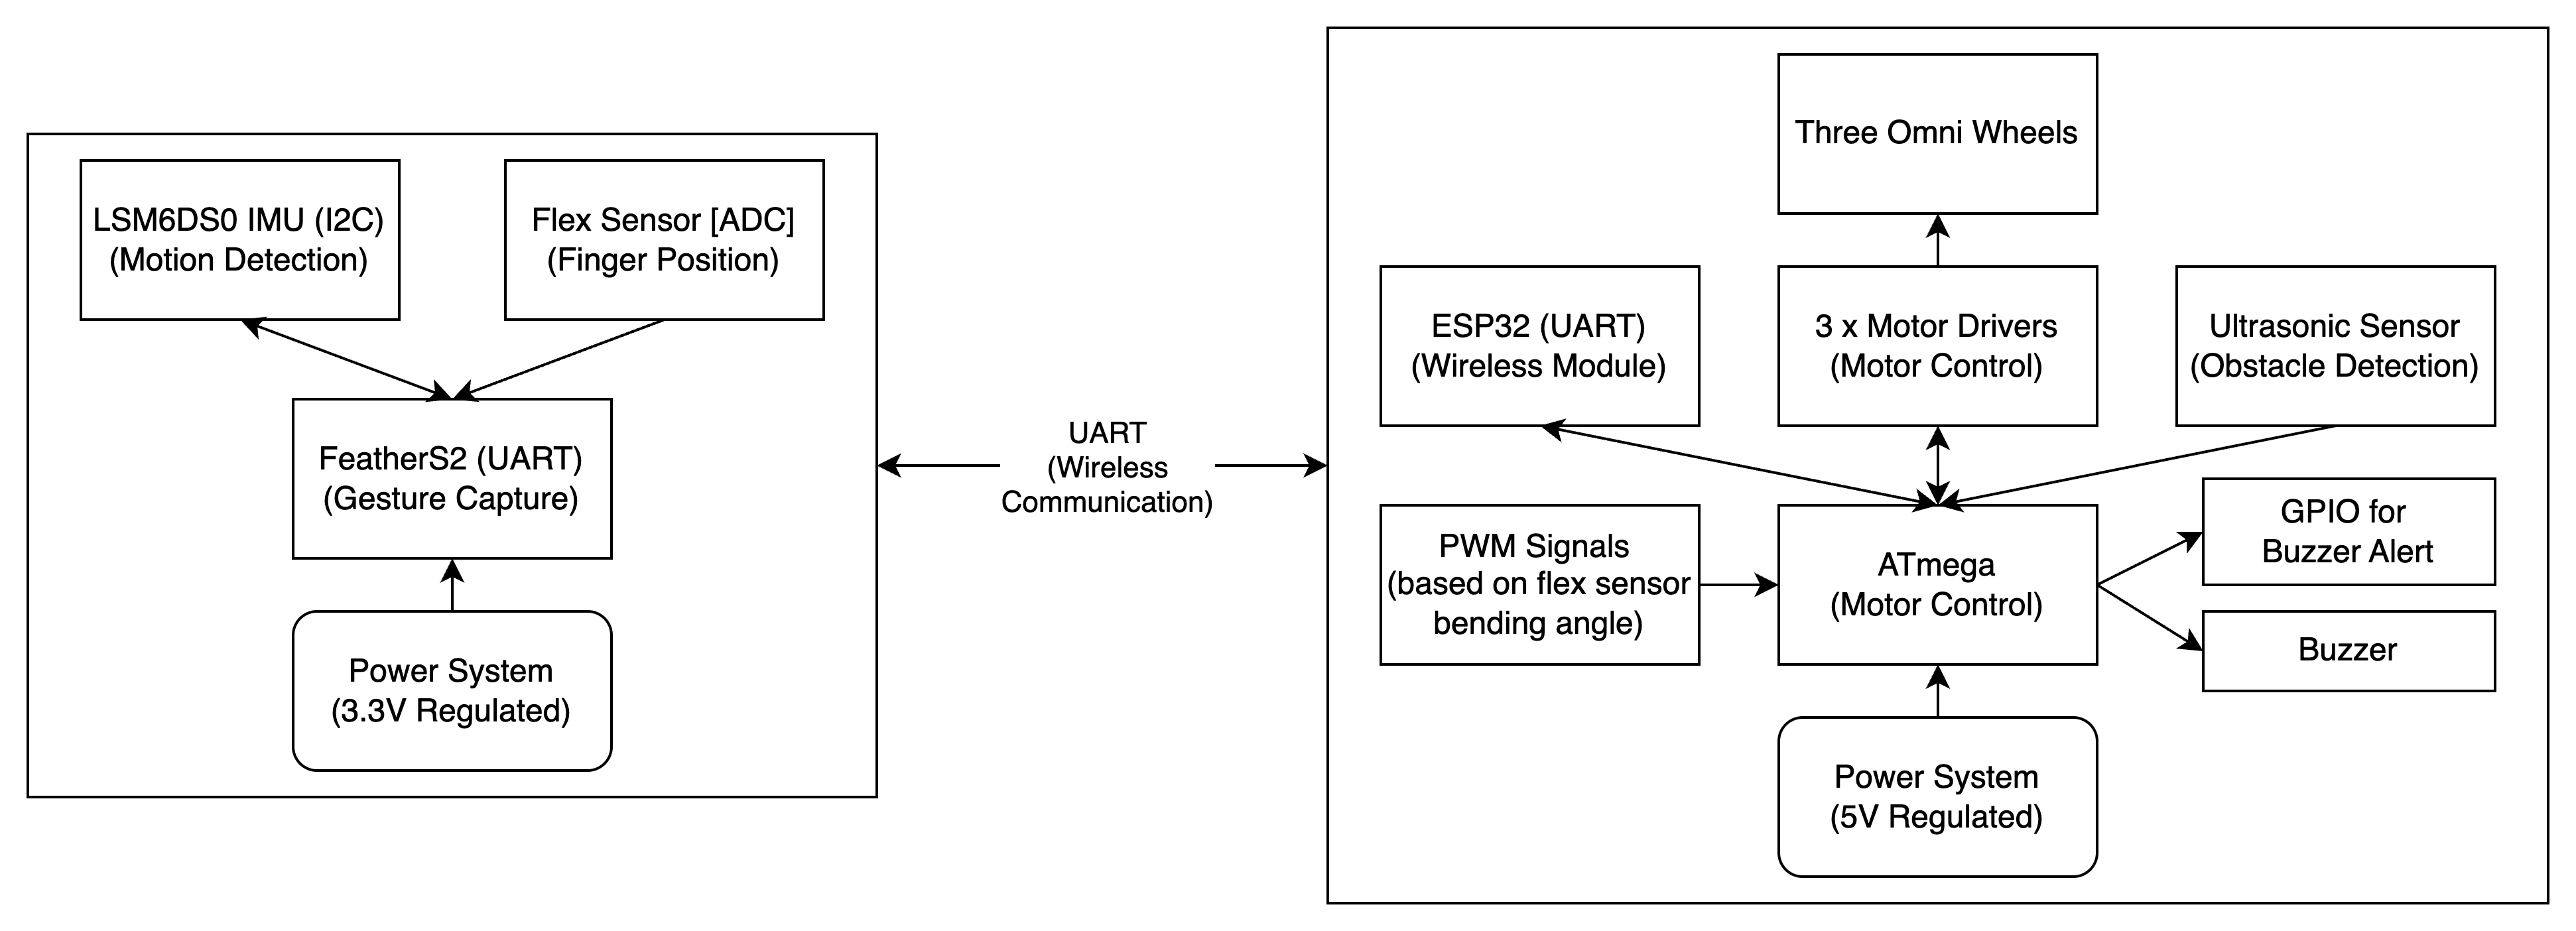 LSM6DS0 IMU (I2C)
(Motion Detection)
Flex Sensor [ADC]
(Finger Position)
FeatherS2 (UART)
(Gesture Capture)
Power System
(3.3V Regulated)
UART
(Wireless
Communication)
Three Omni Wheels
ESP32 (UART)
(Wireless Module)
3 x Motor Drivers
(Motor Control)
Ultrasonic Sensor
(Obstacle Detection)
PWM Signals
(based on flex sensor
bending angle)
ATmega
(Motor Control)
GPIO for
Buzzer Alert
Buzzer
Power System
(5V Regulated)